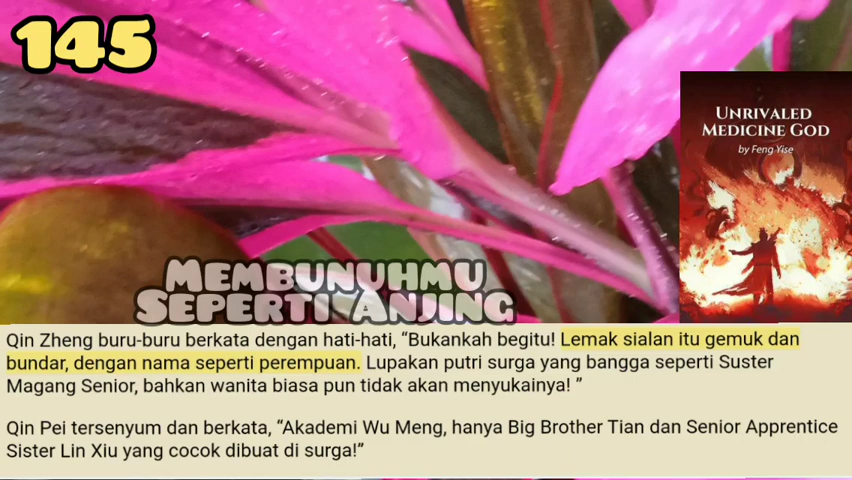 145
UNRIVALED
MEDICINE GOD
by Feng Yise
MEMBUNUHMU
SEPERTI ANJING
Qin Zheng buru-buru berkata dengan hati-hati, “Bukankah begitu! Lemak sialan itu gemuk dan
bundar, dengan nama seperti perempuan. Lupakan putri surga yang bangga seperti Suster
Magang Senior, bahkan wanita biasa pun tidak akan menyukainya! ”
Qin Pei tersenyum dan berkata, “Akademi Wu Meng, hanya Big Brother Tian dan Senior Apprentice
Sister Lin Xiu yang cocok dibuat di surga!”